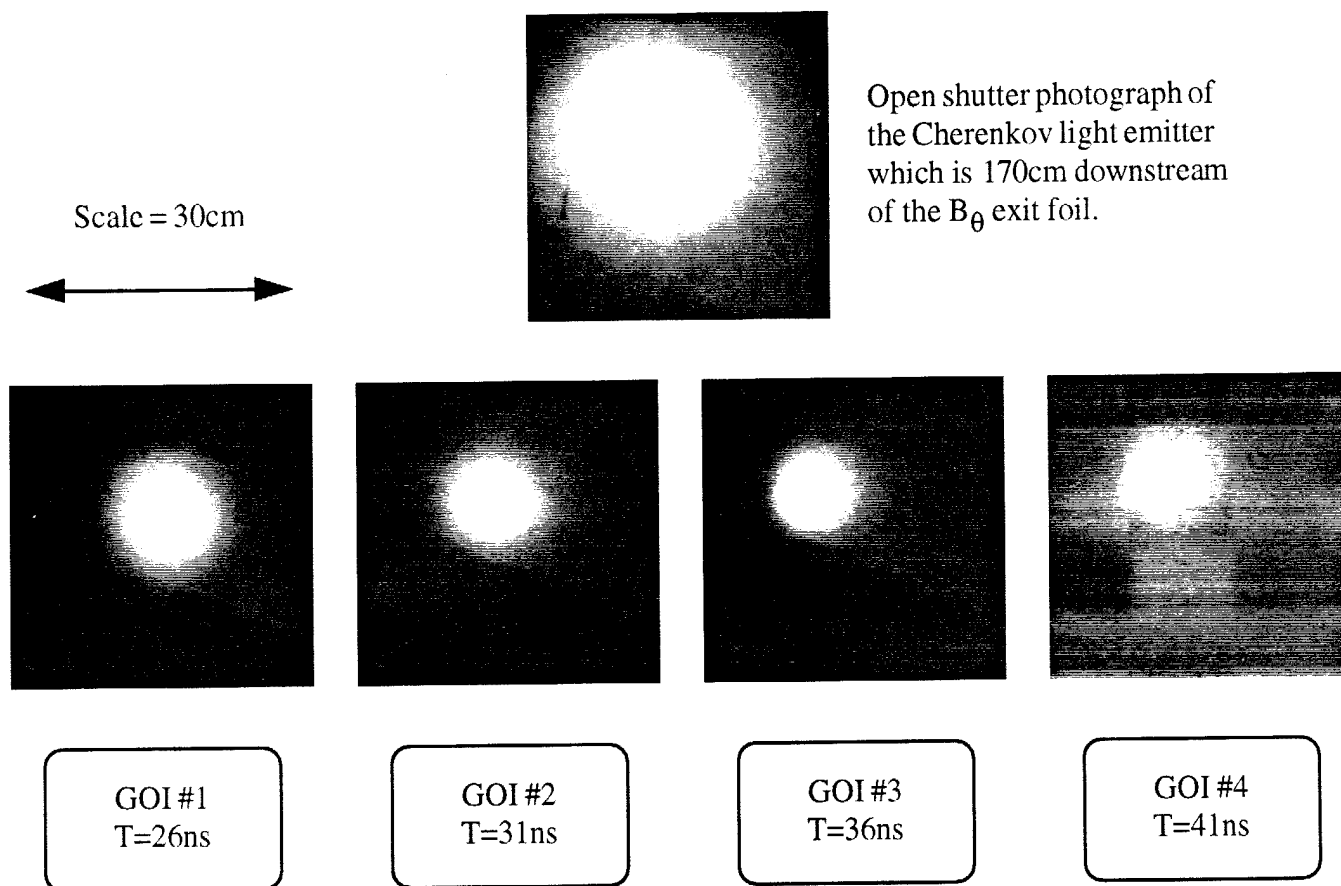 Open shutter photograph of
the Cherenkov light emitter
which is 170cm downstream
of the Bθ exit foil.
Scale = 30cm
GOI #1
T=26ns
GOI #2
T=31ns
GOI #3
T=36ns
GOI #4
T=41ns